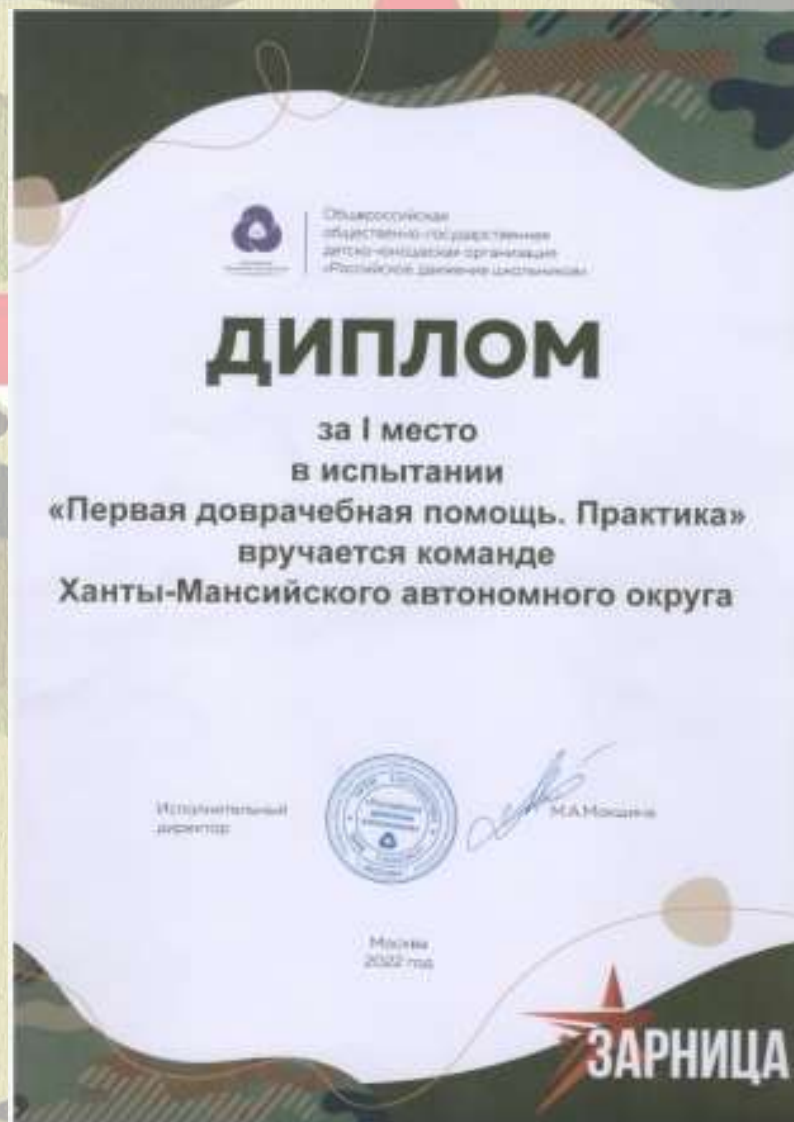 Общероссийская
общественно-государственная
детско-юношеская организация
«Российское движение школьников»
ДИПЛОМ
за I место
в испытании
«Первая доврачебная помощь. Практика»
вручается команде
Ханты-Мансийского автономного округа
Исполнительный
директор
Москва
2022 год
ЗАРНИЦА